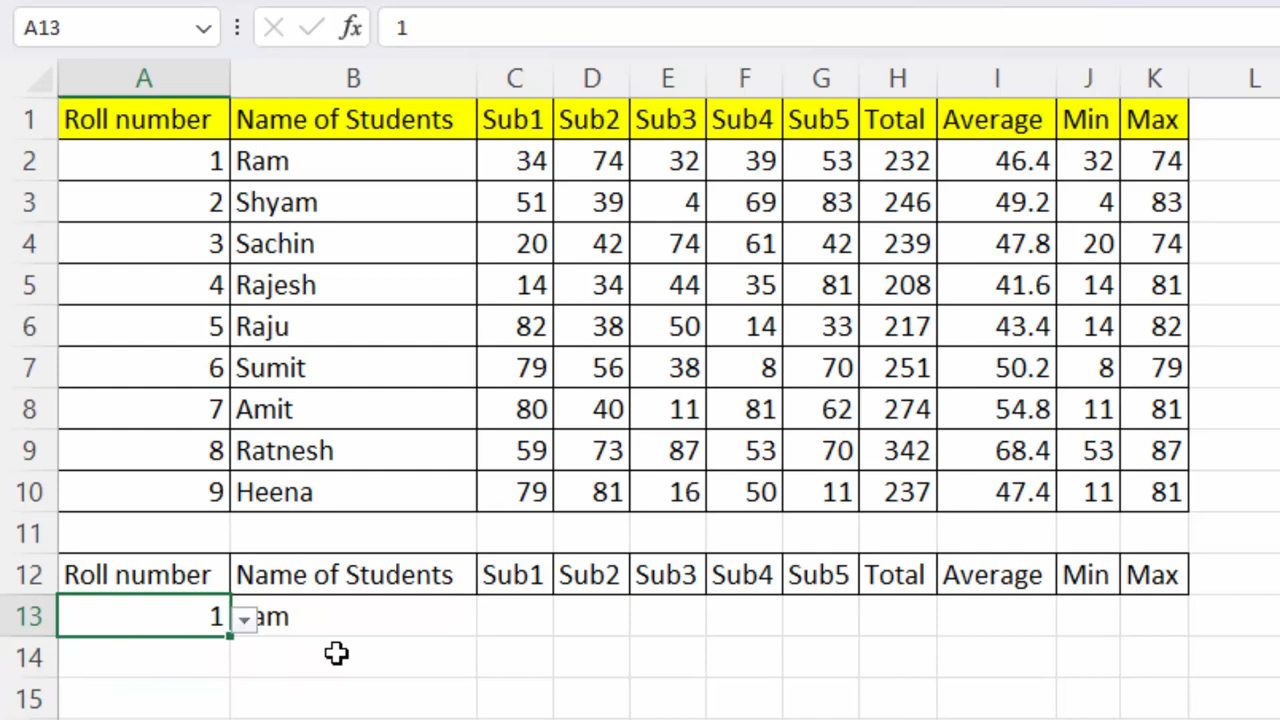 A13 fx 1
A B C D E F G H I J K L
1 Roll number Name of Students Sub1 Sub2 Sub3 Sub4 Sub5 Total Average Min Max
2 1 Ram 34 74 32 39 53 232 46.4 32 74
3 2 Shyam 51 39 4 69 83 246 49.2 4 83
4 3 Sachin 20 42 74 61 42 239 47.8 20 74
5 4 Rajesh 14 34 44 35 81 208 41.6 14 81
6 5 Raju 82 38 50 14 33 217 43.4 14 82
7 6 Sumit 79 56 38 8 70 251 50.2 8 79
8 7 Amit 80 40 11 81 62 274 54.8 11 81
9 8 Ratnesh 59 73 87 53 70 342 68.4 53 87
10 9 Heena 79 81 16 50 11 237 47.4 11 81
11
12 Roll number Name of Students Sub1 Sub2 Sub3 Sub4 Sub5 Total Average Min Max
13 1 am
14
15